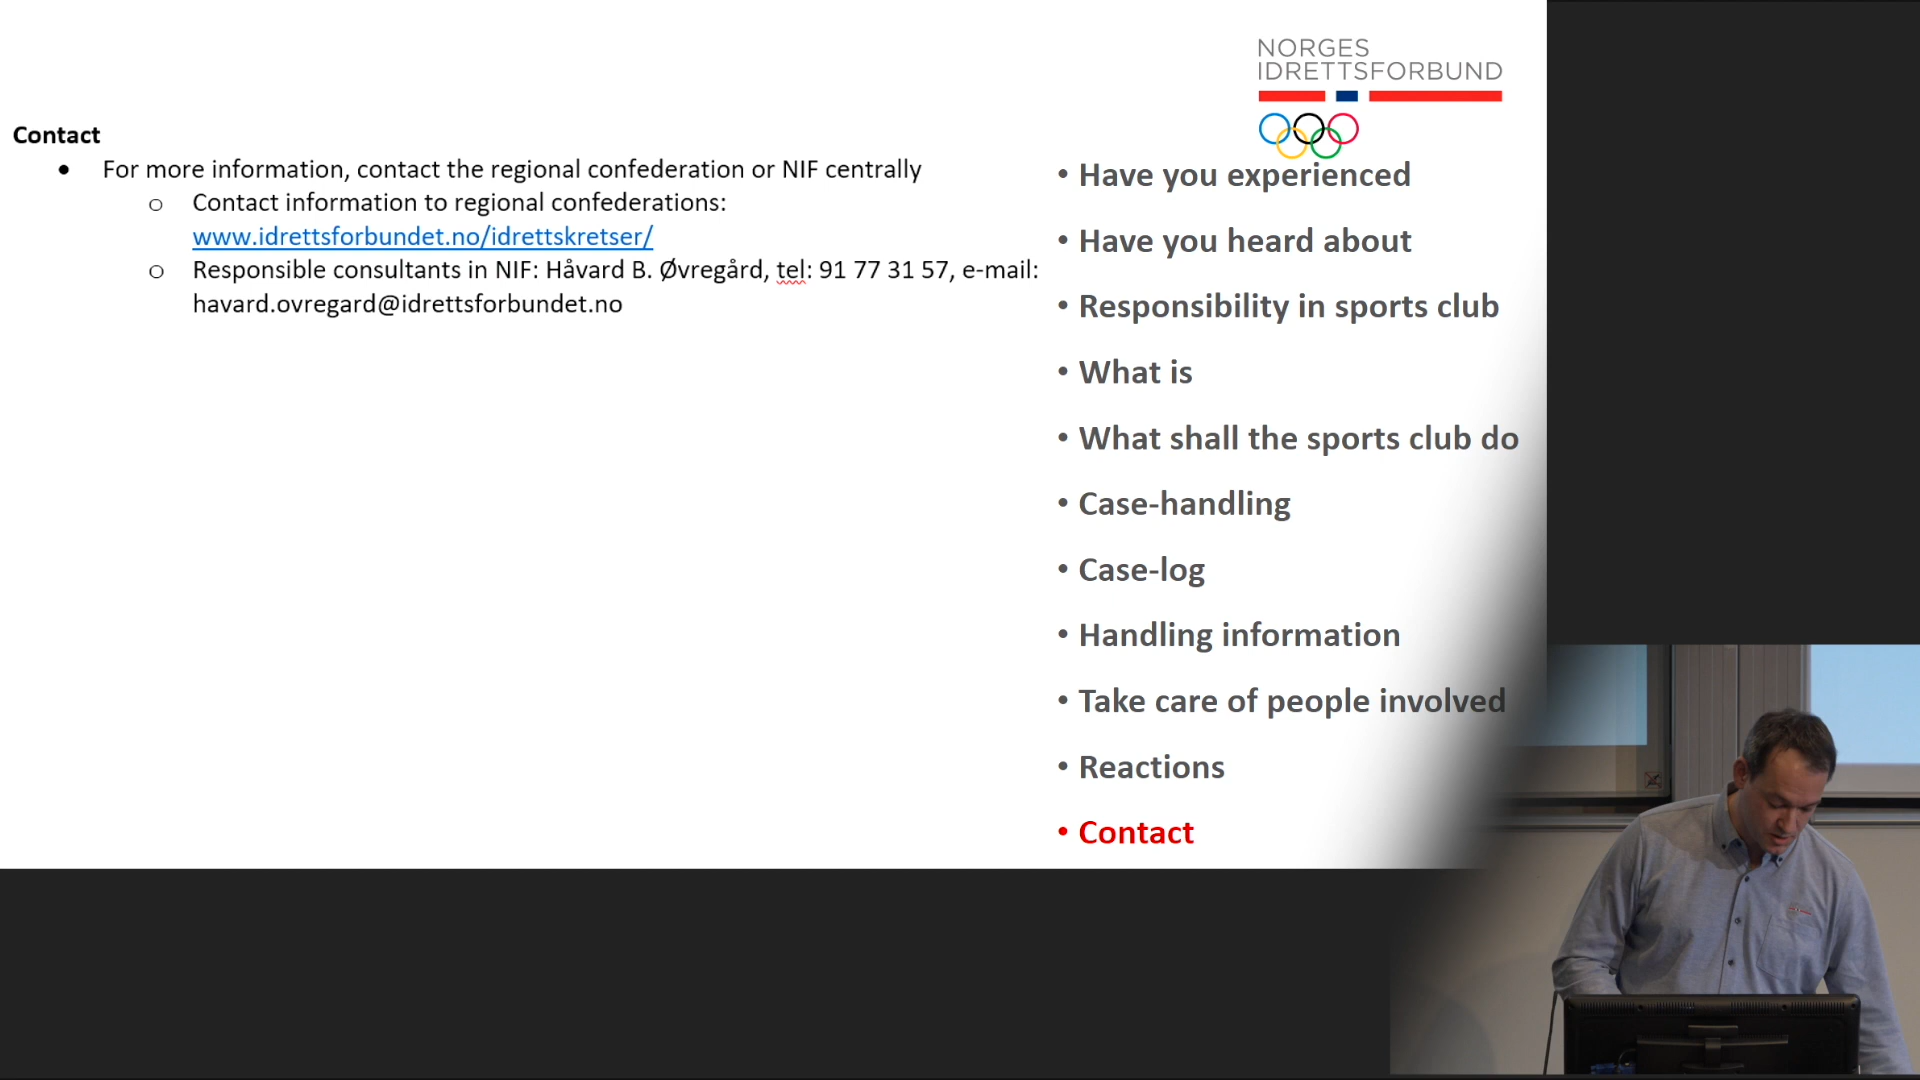 NORGES
IDRETTSFORBUND
Contact
• For more information, contact the regional confederation or NIF centrally
o Contact information to regional confederations:
www.idrettsforbundet.no/idrettskretser/
o Responsible consultants in NIF: Håvard B. Øvregård, tel: 91 77 31 57, e-mail:
havard.ovregard@idrettsforbundet.no
• Have you experienced
• Have you heard about
• Responsibility in sports club
• What is
• What shall the sports club do
• Case-handling
• Case-log
• Handling information
• Take care of people involved
• Reactions
• Contact